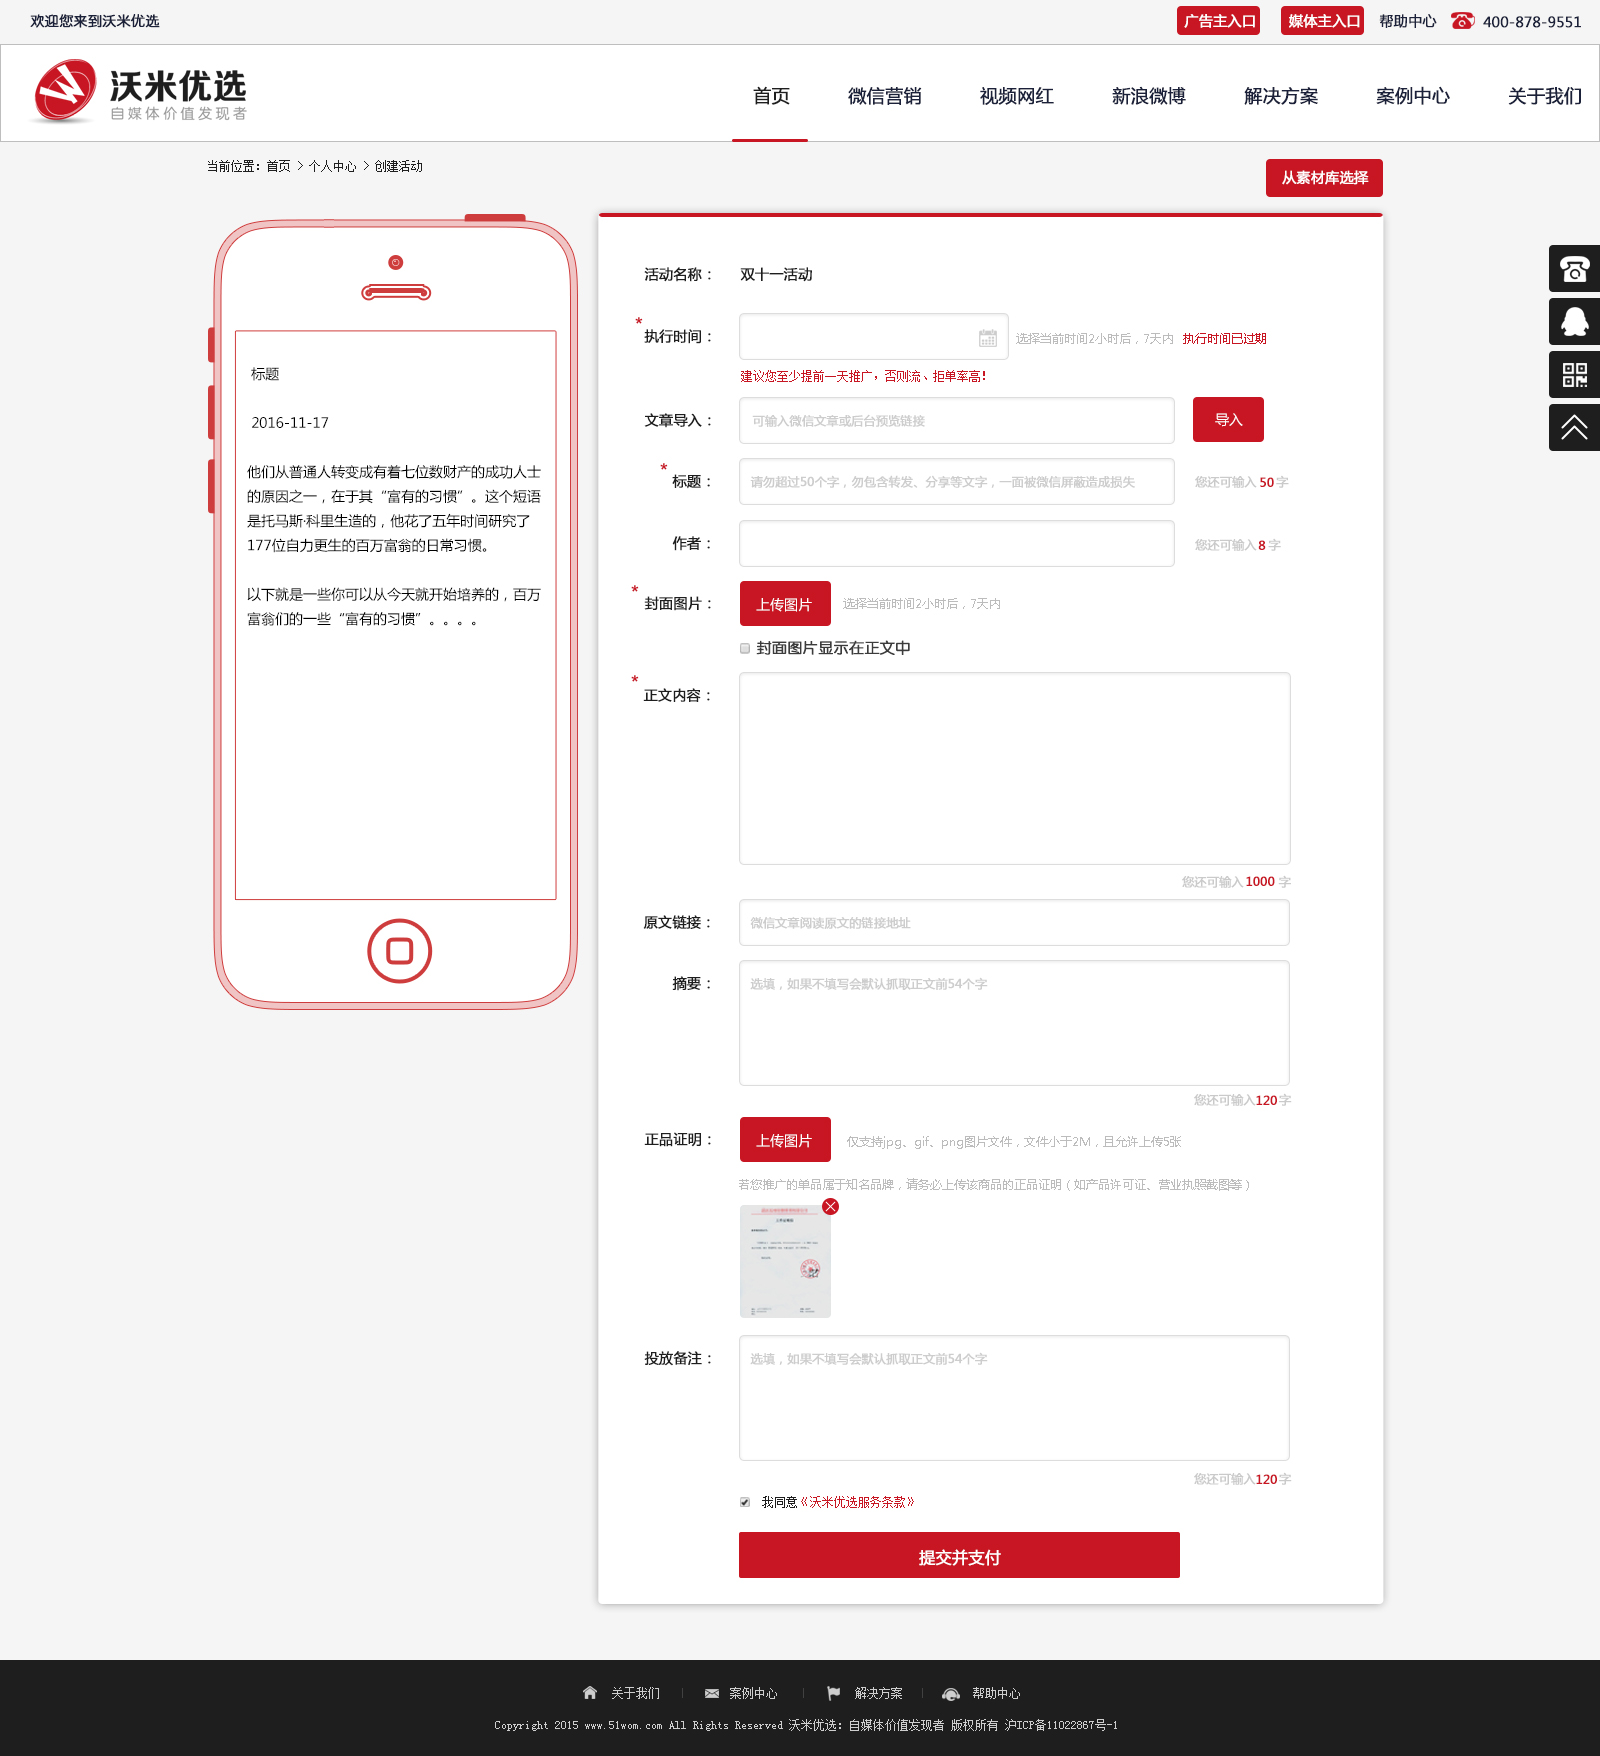 欢迎您来到沃米优选
广告主入口 媒体主入口 帮助中心 400-878-9551
沃米优选
自媒体价值发现者
首页 微信营销 视频网红 新浪微博 解决方案 案例中心 关于我们
当前位置：首页 > 个人中心 > 创建活动
从素材库选择
标题
2016-11-17
他们从普通人转变成有着七位数财产的成功人士
的原因之一，在于其“富有的习惯”。这个短语
是托马斯·科里生造的，他花了五年时间研究了
177位自力更生的百万富翁的日常习惯。
以下就是一些你可以从今天就开始培养的，百万
富翁们的一些“富有的习惯”。。。。
活动名称： 双十一活动
* 执行时间： 选择当前时间2小时后，7天内 执行时间已过期
建议您至少提前一天推广，否则流、拒单率高！
文章导入： 可输入微信文章或后台预览链接 导入
* 标题： 请勿超过50个字，勿包含转发、分享等文字，一面被微信屏蔽造成损失 您还可输入 50 字
作者： 您还可输入 8 字
* 封面图片： 上传图片 选择当前时间2小时后，7天内
封面图片显示在正文中
* 正文内容：
您还可输入 1000 字
原文链接： 微信文章阅读原文的链接地址
摘要： 选填，如果不填写会默认抓取正文前54个字
您还可输入120字
正品证明： 上传图片 仅支持jpg、gif、png图片文件，文件小于2M，且允许上传5张
若您推广的单品属于知名品牌，请务必上传该商品的正品证明（如产品许可证、营业执照截图等）
投放备注： 选填，如果不填写会默认抓取正文前54个字
您还可输入120字
我同意《沃米优选服务条款》
提交并支付
关于我们 | 案例中心 | 解决方案 | 帮助中心
Copyright 2015 www.51wom.com All Rights Reserved 沃米优选：自媒体价值发现者 版权所有 沪ICP备11022867号-1